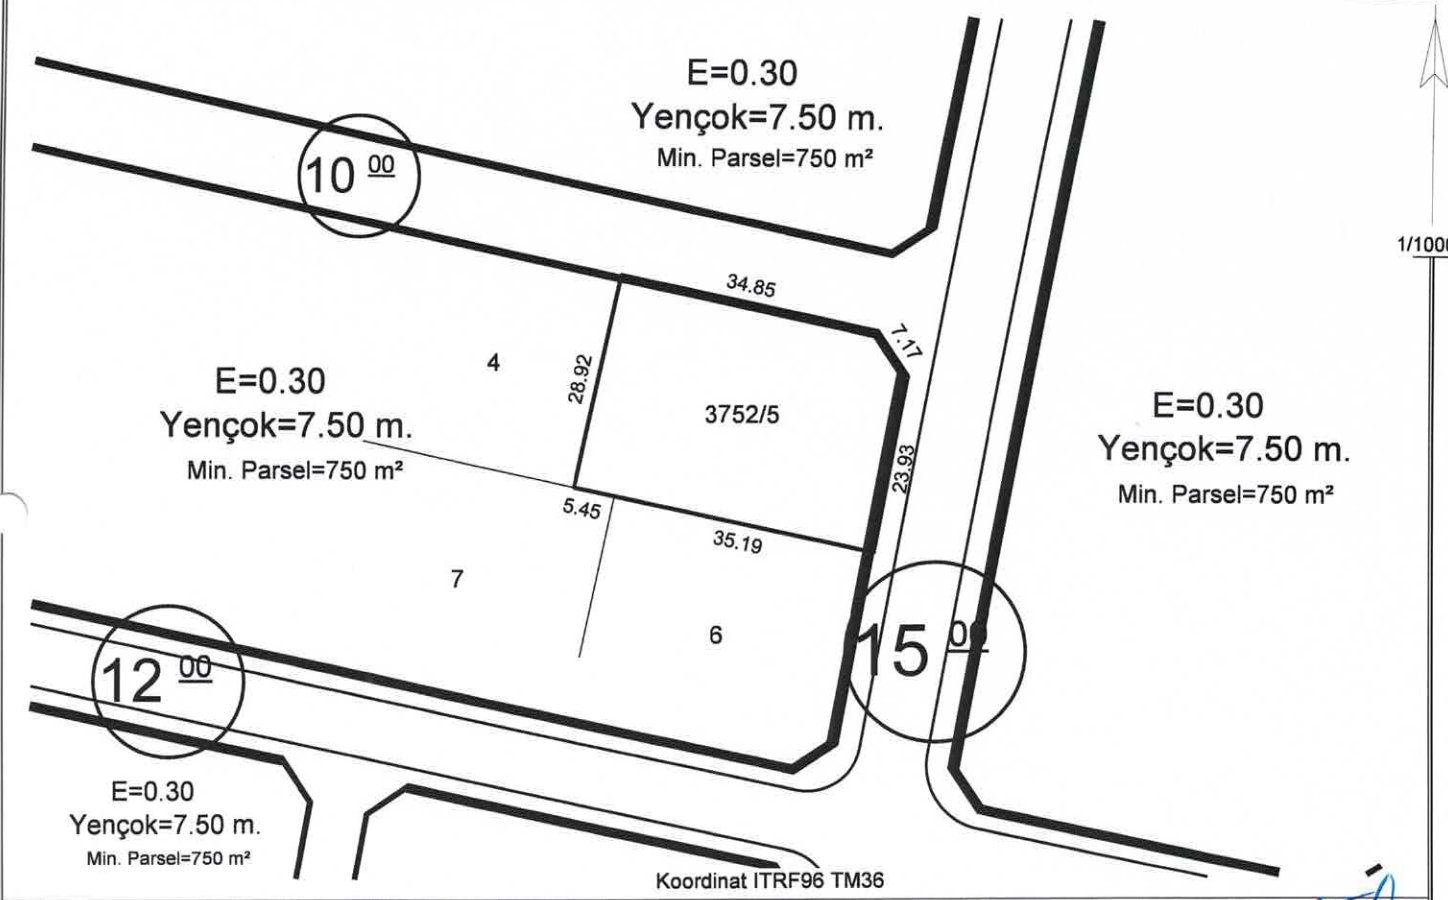 E=0.30
Yençok=7.50 m.
Min. Parsel=750 m²
10 00
1/1000
34.85
7.17
4
28.92
3752/5
E=0.30
Yençok=7.50 m.
Min. Parsel=750 m²
23.93
E=0.30
Yençok=7.50 m.
Min. Parsel=750 m²
5.45
35.19
7
6
15 00
12 00
E=0.30
Yençok=7.50 m.
Min. Parsel=750 m²
Koordinat ITRF96 TM36